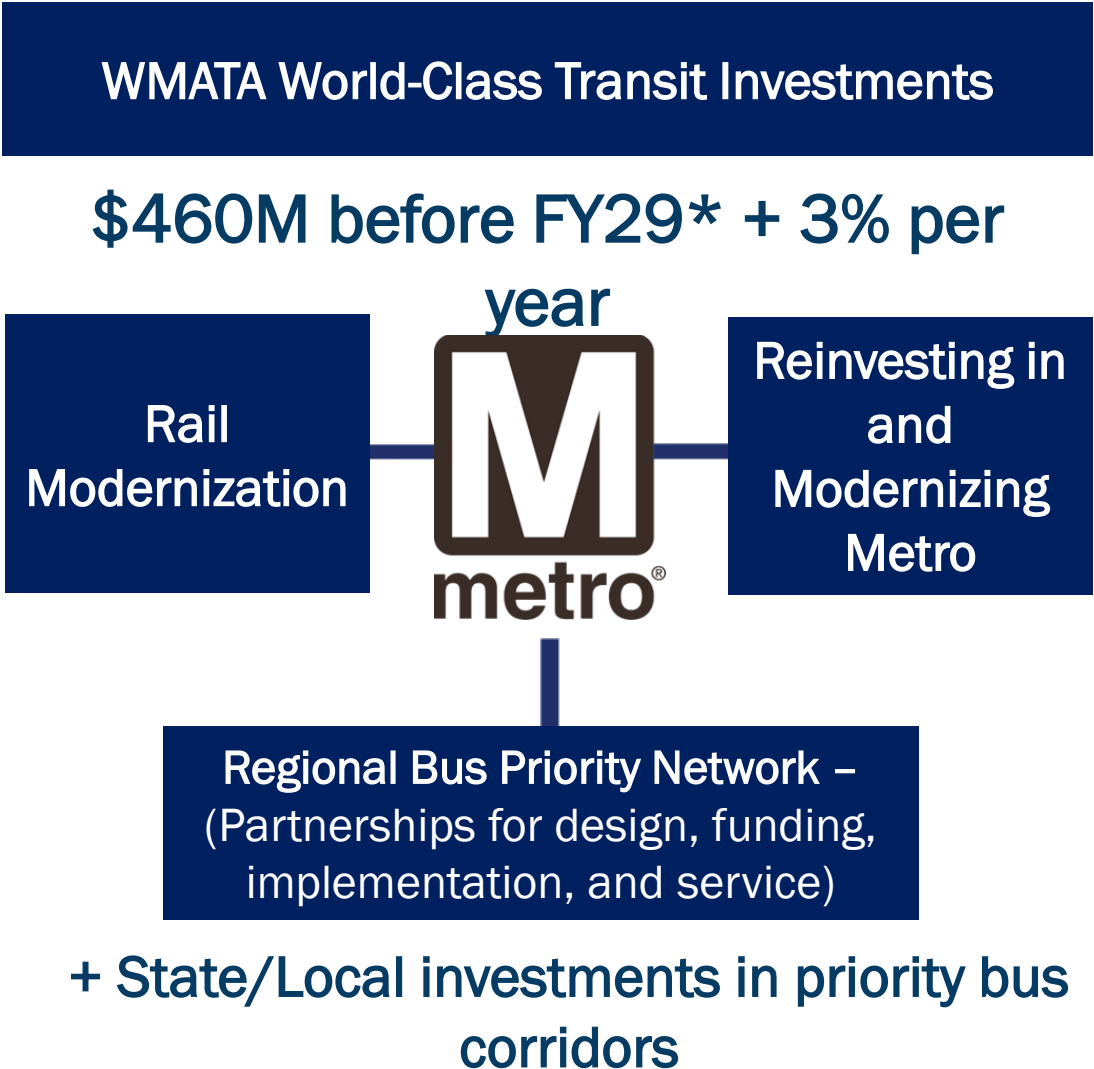 WMATA World-Class Transit Investments
$460M before FY29* + 3% per
year
Rail
Modernization
M
metro®
Reinvesting in
and
Modernizing
Metro
Regional Bus Priority Network –
(Partnerships for design, funding,
implementation, and service)
+ State/Local investments in priority bus
corridors